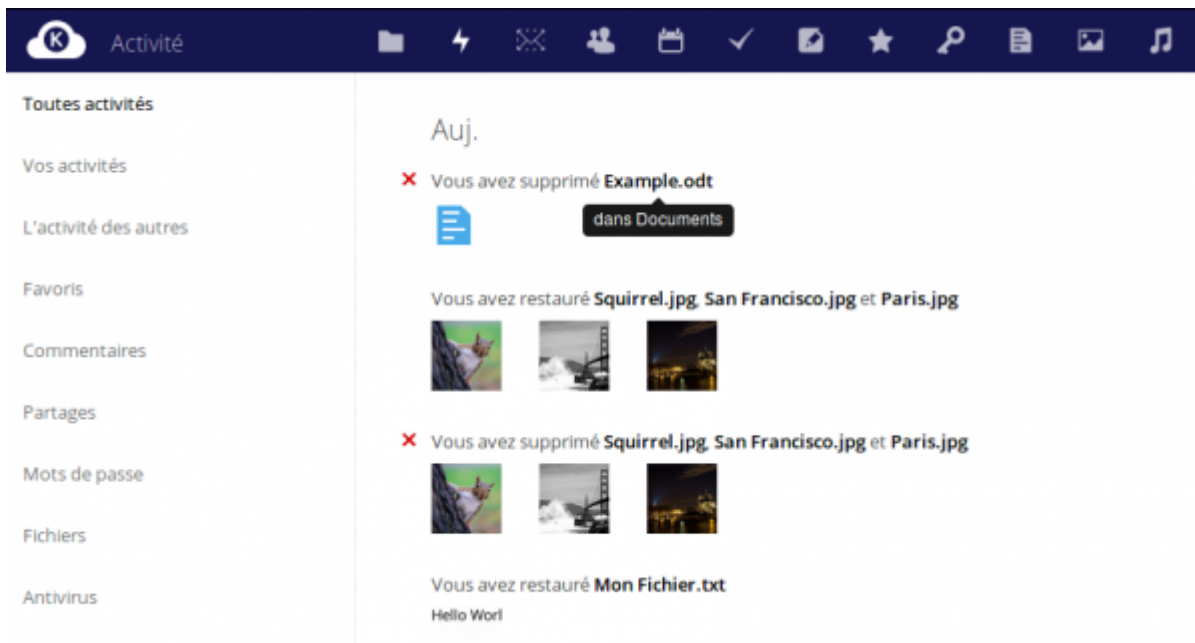 K
Activité
Toutes activités
Vos activités
L'activité des autres
Favoris
Commentaires
Partages
Mots de passe
Fichiers
Antivirus
Auj.
Vous avez supprimé Example.odt
dans Documents
Vous avez restauré Squirrel.jpg, San Francisco.jpg et Paris.jpg
Vous avez supprimé Squirrel.jpg, San Francisco.jpg et Paris.jpg
Vous avez restauré Mon Fichier.txt
Hello Worl